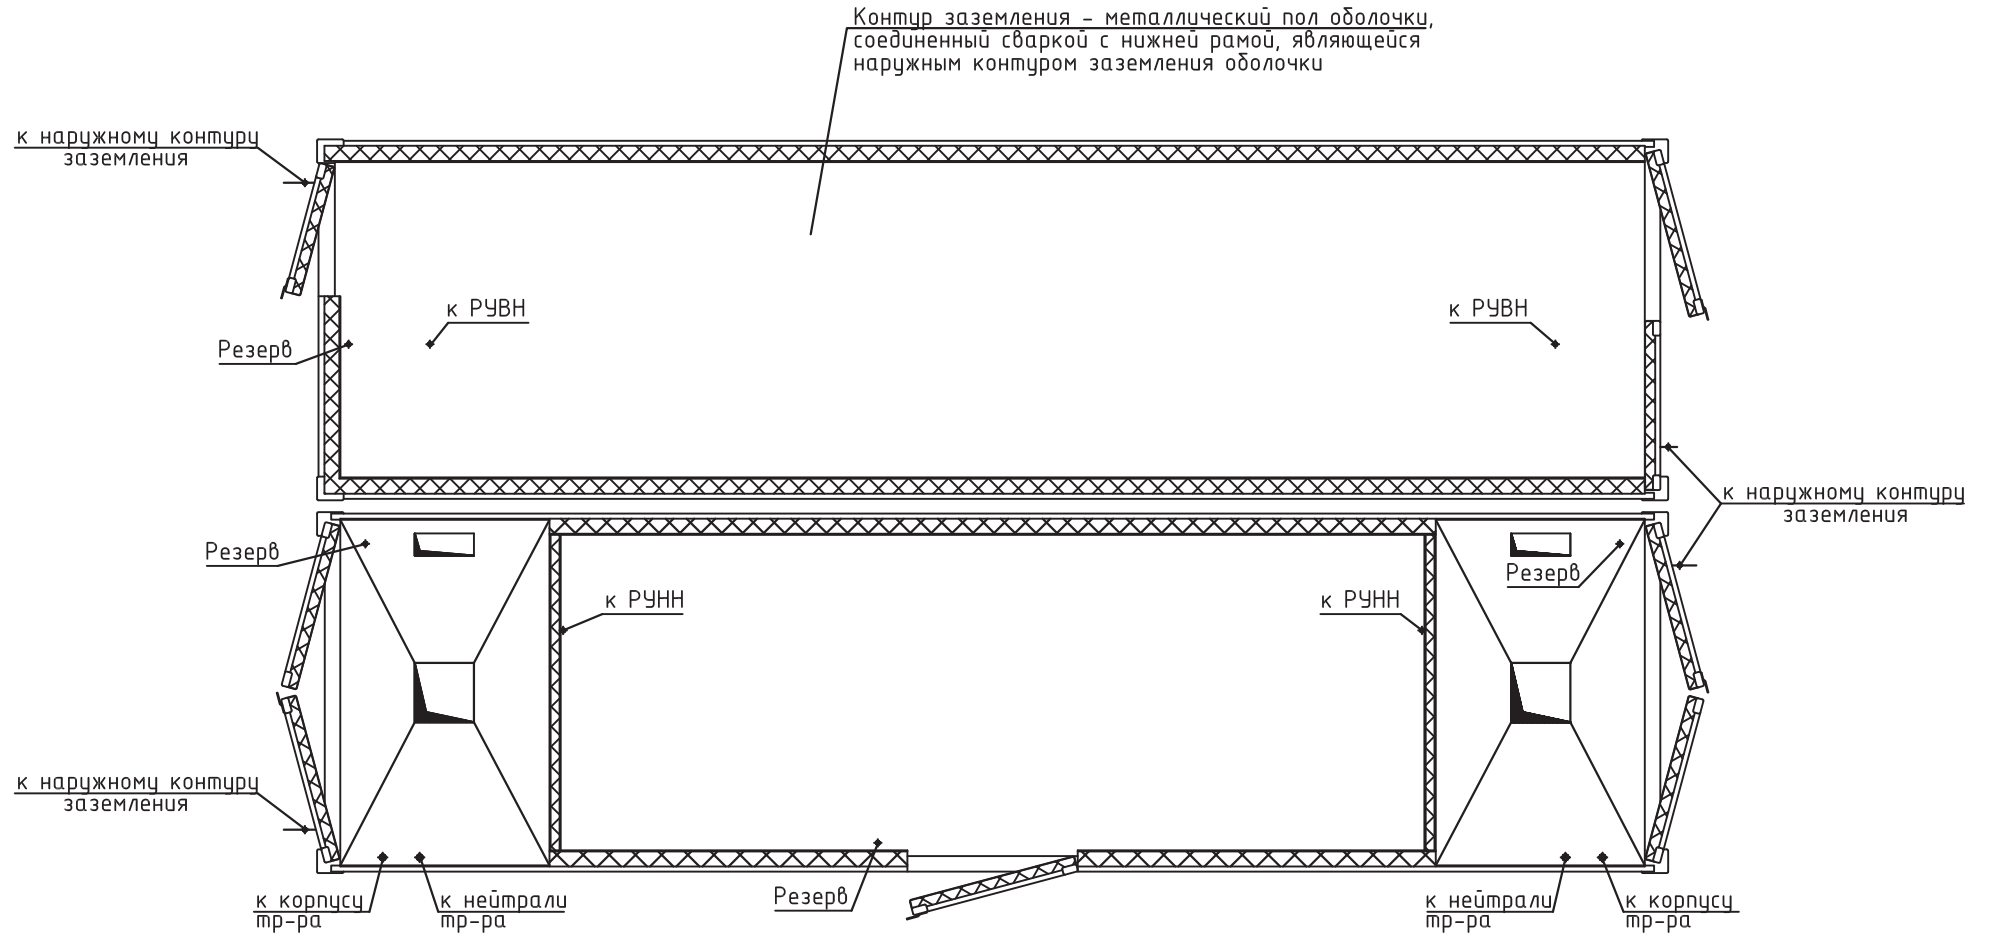 Контур заземления - металлический пол оболочки,
соединенный сваркой с нижней рамой, являющейся
наружным контуром заземления оболочки
к наружному контуру
заземления
к РУВН
к РУВН
Резерв
к наружному контуру
заземления
Резерв
Резерв
к РУНН
к РУНН
к наружному контуру
заземления
к корпусу
тр-ра
к нейтрали
тр-ра
Резерв
к нейтрали
тр-ра
к корпусу
тр-ра